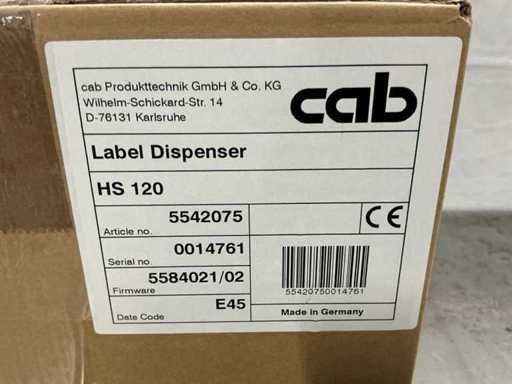 cab Produkttechnik GmbH & Co. KG
Wilhelm-Schickard-Str. 14
D-76131 Karlsruhe
cab
Label Dispenser
HS 120
5542075
Article no.
CE
0014761
Serial no.
5584021/02
Firmware
55420750014761
E45
Date Code
Made in Germany